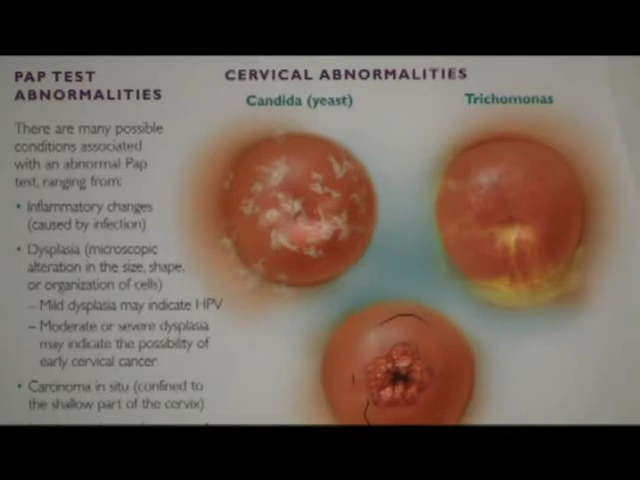 PAP TEST
ABNORMALITIES
There are many possible
conditions associated
with an abnormal Pap
test, ranging from:
• Inflammatory changes
(caused by infection)
• Dysplasia (microscopic
alteration in the size, shape,
or organization of cells)
– Mild dysplasia may indicate HPV
– Moderate or severe dysplasia
may indicate the possibility of
early cervical cancer
• Carcinoma in situ (confined to
the shallow part of the cervix)
CERVICAL ABNORMALITIES
Candida (yeast)
Trichomonas